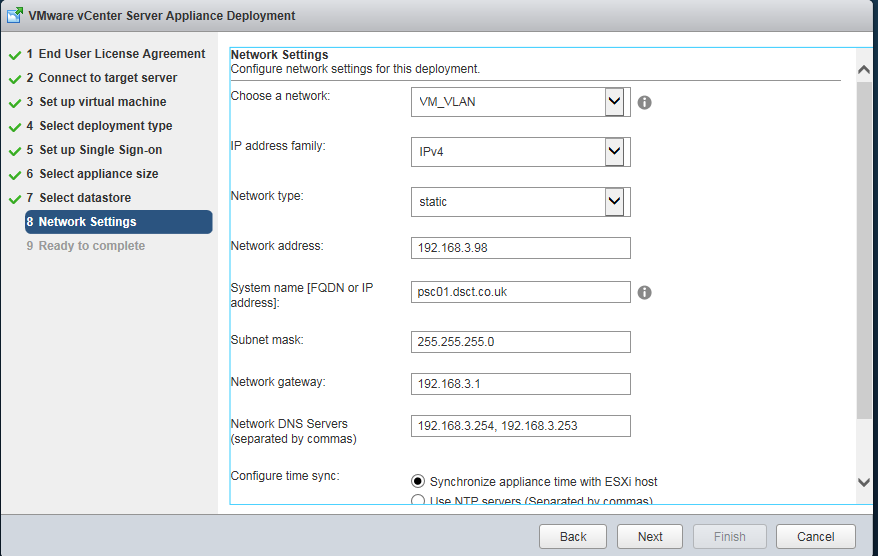 VMware vCenter Server Appliance Deployment
1 End User License Agreement
2 Connect to target server
3 Set up virtual machine
4 Select deployment type
5 Set up Single Sign-on
6 Select appliance size
7 Select datastore
8 Network Settings
9 Ready to complete
Network Settings
Configure network settings for this deployment.
Choose a network: VM_VLAN
IP address family: IPv4
Network type: static
Network address: 192.168.3.98
System name [FQDN or IP
address]: psc01.dsct.co.uk
Subnet mask: 255.255.255.0
Network gateway: 192.168.3.1
Network DNS Servers
(separated by commas) 192.168.3.254, 192.168.3.253
Configure time sync: Synchronize appliance time with ESXi host
Use NTP servers (Separated by commas)
Back Next Finish Cancel